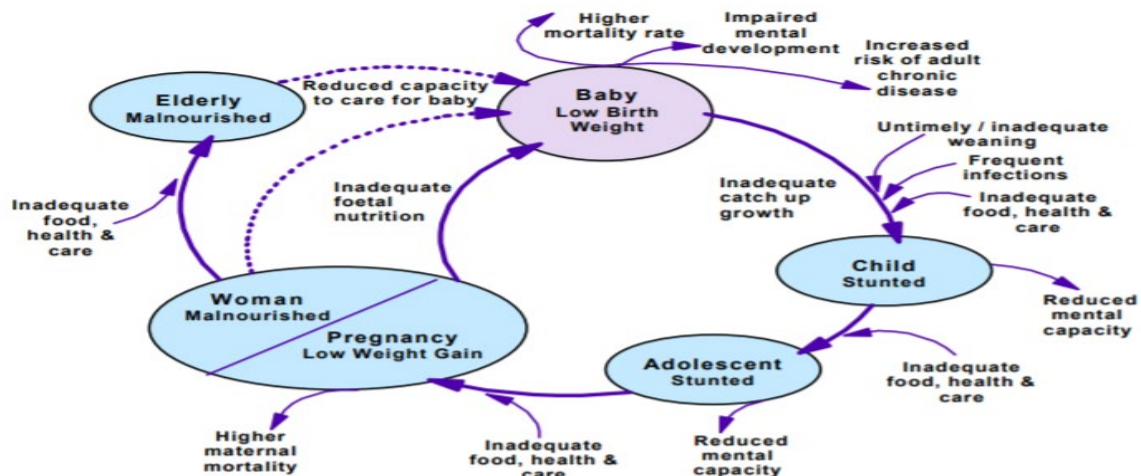 Higher
mortality rate
Impaired
mental
development
Increased
risk of adult
chronic
disease
Elderly
Malnourished
Reduced capacity
to care for baby
Baby
Low Birth
Weight
Untimely / inadequate
weaning
Frequent
infections
Inadequate
food, health &
care
Inadequate
catch up
growth
Inadequate
foetal
nutrition
Inadequate
food,
health &
care
Child
Stunted
Reduced
mental
capacity
Woman
Malnourished
Pregnancy
Low Weight Gain
Adolescent
Stunted
Inadequate
food, health &
care
Higher
maternal
mortality
Inadequate
food, health &
care
Reduced
mental
capacity